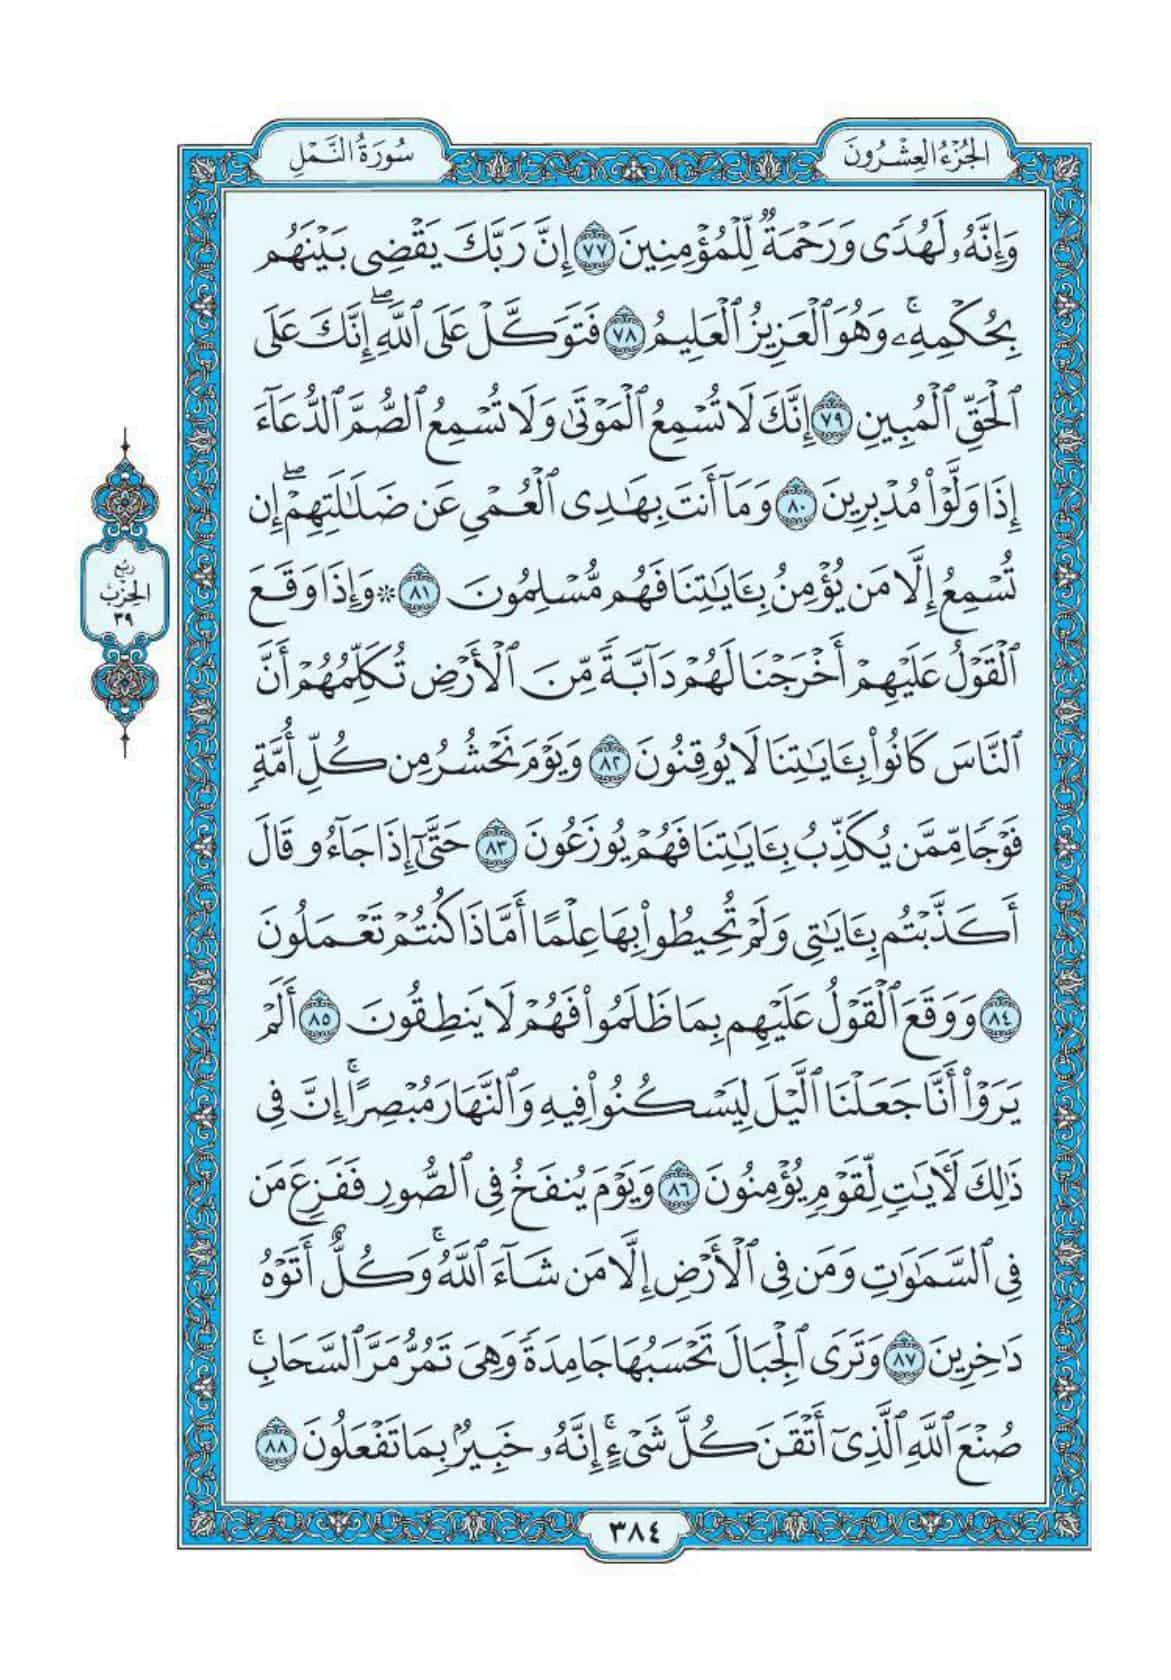 الجُزْءُ العِشْرُونَ
سُورَةُ النَّمْلِ
وَإِنَّهُۥ لَهُدًى وَرَحْمَةٌ لِّلْمُؤْمِنِينَ ٧٧ إِنَّ رَبَّكَ يَقْضِى بَيْنَهُم
بِحُكْمِهِۦۚ وَهُوَ ٱلْعَزِيزُ ٱلْعَلِيمُ ٧٨ فَتَوَكَّلْ عَلَى ٱللَّهِۖ إِنَّكَ عَلَى
ٱلْحَقِّ ٱلْمُبِينِ ٧٩ إِنَّكَ لَا تُسْمِعُ ٱلْمَوْتَىٰ وَلَا تُسْمِعُ ٱلصُّمَّ ٱلدُّعَآءَ
إِذَا وَلَّوْا۟ مُدْبِرِينَ ٨٠ وَمَآ أَنتَ بِهَـٰدِى ٱلْعُمْىِ عَن ضَلَـٰلَتِهِمْۖ إِن
تُسْمِعُ إِلَّا مَن يُؤْمِنُ بِـَٔايَـٰتِنَا فَهُم مُّسْلِمُونَ ٨١ ۞ وَإِذَا وَقَعَ
ربع
الحزب
٣٩
ٱلْقَوْلُ عَلَيْهِمْ أَخْرَجْنَا لَهُمْ دَآبَّةً مِّنَ ٱلْأَرْضِ تُكَلِّمُهُمْ أَنَّ
ٱلنَّاسَ كَانُوا۟ بِـَٔايَـٰتِنَا لَا يُوقِنُونَ ٨٢ وَيَوْمَ نَحْشُرُ مِن كُلِّ أُمَّةٍ
فَوْجًا مِّمَّن يُكَذِّبُ بِـَٔايَـٰتِنَا فَهُمْ يُوزَعُونَ ٨٣ حَتَّىٰٓ إِذَا جَآءُو قَالَ
أَكَذَّبْتُم بِـَٔايَـٰتِى وَلَمْ تُحِيطُوا۟ بِهَا عِلْمًا أَمَّاذَا كُنتُمْ تَعْمَلُونَ
٨٤ وَوَقَعَ ٱلْقَوْلُ عَلَيْهِم بِمَا ظَلَمُوا۟ فَهُمْ لَا يَنطِقُونَ ٨٥ أَلَمْ
يَرَوْا۟ أَنَّا جَعَلْنَا ٱلَّيْلَ لِيَسْكُنُوا۟ فِيهِ وَٱلنَّهَارَ مُبْصِرًاۚ إِنَّ فِى
ذَٰلِكَ لَـَٔايَـٰتٍ لِّقَوْمٍ يُؤْمِنُونَ ٨٦ وَيَوْمَ يُنفَخُ فِى ٱلصُّورِ فَفَزِعَ مَن
فِى ٱلسَّمَـٰوَٰتِ وَمَن فِى ٱلْأَرْضِ إِلَّا مَن شَآءَ ٱللَّهُۚ وَكُلٌّ أَتَوْهُ
دَٰخِرِينَ ٨٧ وَتَرَى ٱلْجِبَالَ تَحْسَبُهَا جَامِدَةً وَهِىَ تَمُرُّ مَرَّ ٱلسَّحَابِۚ
صُنْعَ ٱللَّهِ ٱلَّذِىٓ أَتْقَنَ كُلَّ شَىْءٍۚ إِنَّهُۥ خَبِيرٌۢ بِمَا تَفْعَلُونَ ٨٨
٣٨٤